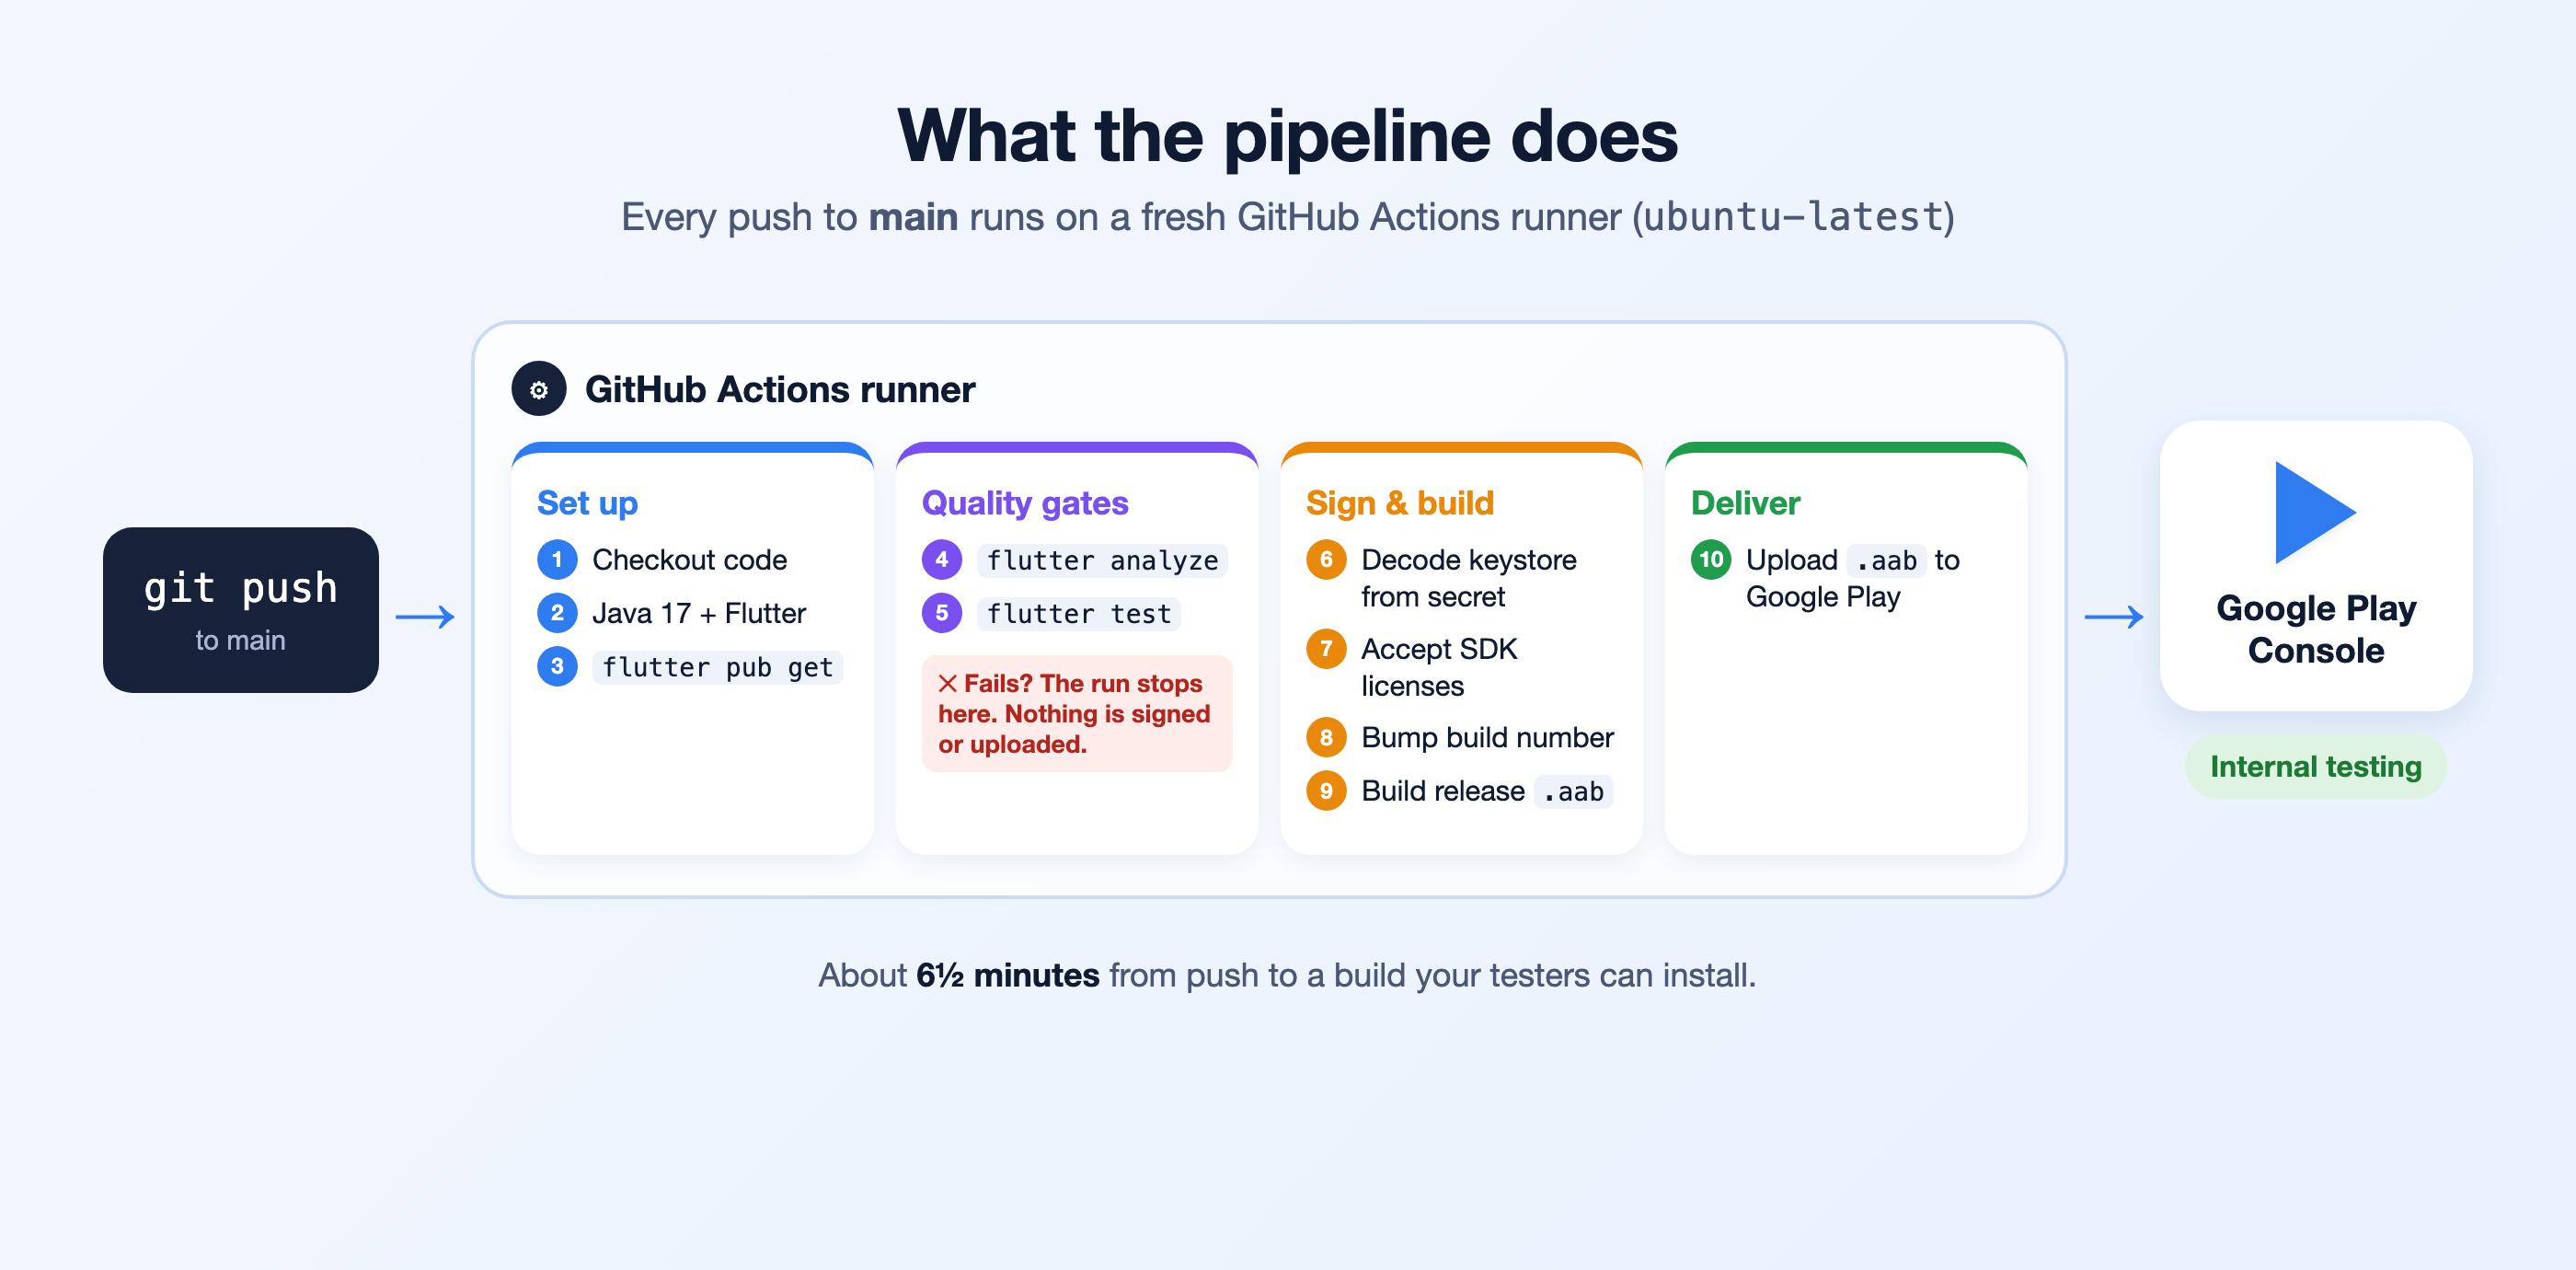 What the pipeline does
Every push to main runs on a fresh GitHub Actions runner (ubuntu-latest)
git push
to main
→
GitHub Actions runner
Set up
1 Checkout code
2 Java 17 + Flutter
3 flutter pub get
Quality gates
4 flutter analyze
5 flutter test
✕ Fails? The run stops
here. Nothing is signed
or uploaded.
Sign & build
6 Decode keystore
from secret
7 Accept SDK
licenses
8 Bump build number
9 Build release .aab
Deliver
10 Upload .aab to
Google Play
→
Google Play
Console
Internal testing
About 6½ minutes from push to a build your testers can install.